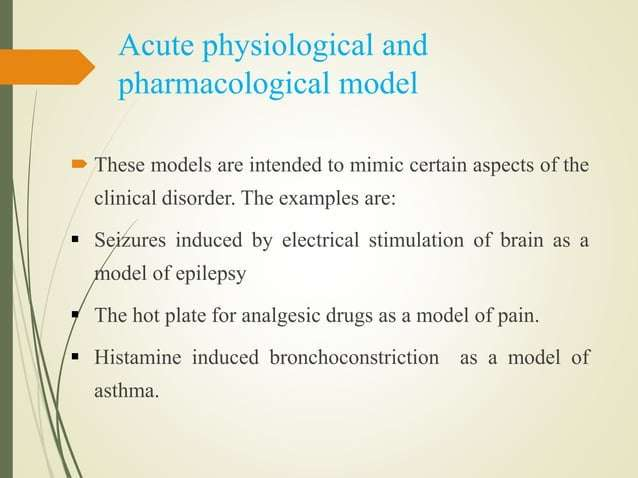 Acute physiological and
pharmacological model
These models are intended to mimic certain aspects of the
clinical disorder. The examples are:
Seizures induced by electrical stimulation of brain as a
model of epilepsy
The hot plate for analgesic drugs as a model of pain.
Histamine induced bronchoconstriction as a model of
asthma.